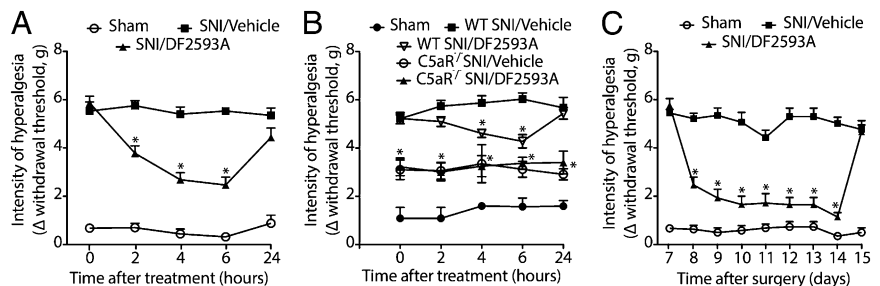 A
Sham
SNI/Vehicle
SNI/DF2593A
Intensity of hyperalgesia
(Δ withdrawal threshold, g)
8
6
4
2
0
*
*
*
0 2 4 6 24
Time after treatment (hours)
B
Sham
WT SNI/Vehicle
WT SNI/DF2593A
C5aR-/- SNI/Vehicle
C5aR-/- SNI/DF2593A
Intensity of hyperalgesia
(Δ withdrawal threshold, g)
8
6
4
2
0
* *
* * * * *
0 2 4 6 24
Time after treatment (hours)
C
Sham
SNI/Vehicle
SNI/DF2593A
Intensity of hyperalgesia
(Δ withdrawal threshold, g)
8
6
4
2
0
* * * * * * *
7 8 9 10 11 12 13 14 15
Time after surgery (days)